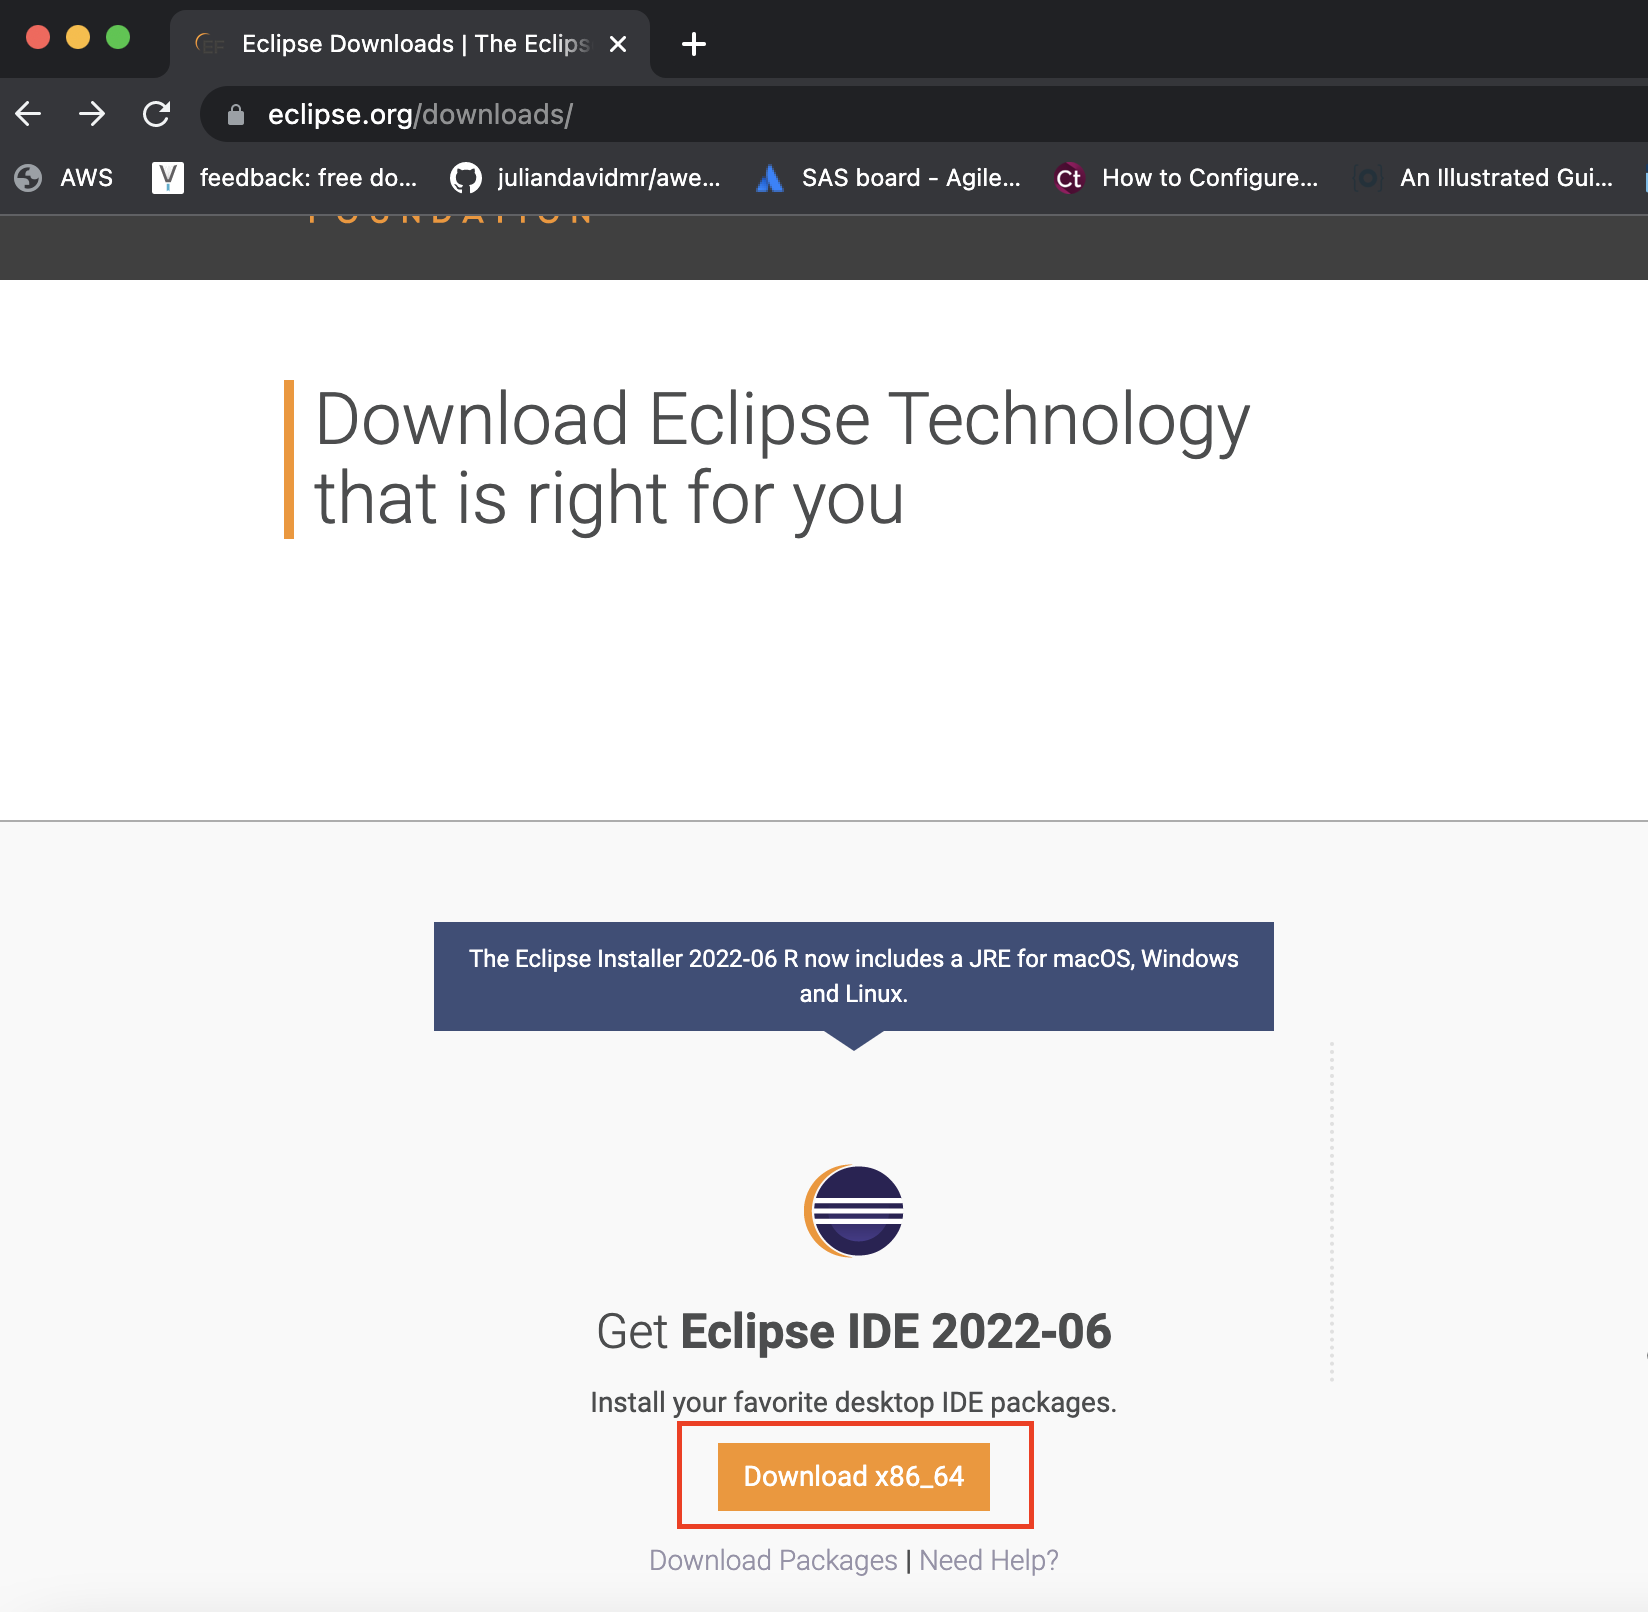 Eclipse Downloads | The Eclips
eclipse.org/downloads/
AWS feedback: free do... juliandavidmr/awe... SAS board - Agile... Ct How to Configure... An Illustrated Gui...
FOUNDATION
Download Eclipse Technology
that is right for you
The Eclipse Installer 2022-06 R now includes a JRE for macOS, Windows
and Linux.
Get Eclipse IDE 2022-06
Install your favorite desktop IDE packages.
Download x86_64
Download Packages | Need Help?